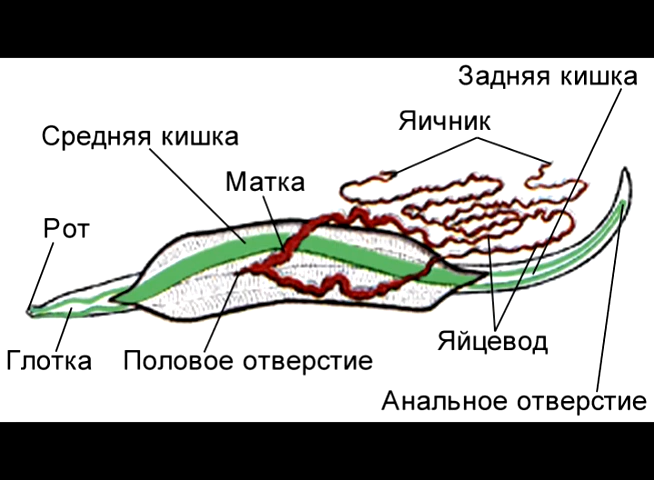 Задняя кишка
Яичник
Средняя кишка
Матка
Рот
Яйцевод
Глотка
Половое отверстие
Анальное отверстие